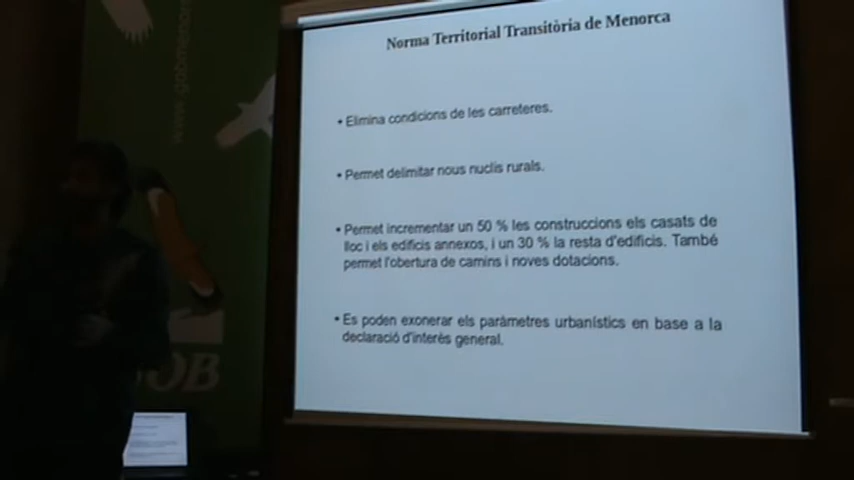 Norma Territorial Transitòria de Menorca
• Elimina condicions de les carreteres.
• Permet delimitar nous nuclis rurals.
• Permet incrementar un 50 % les construccions els casats de
lloc i els edificis annexos, i un 30 % la resta d'edificis. També
permet l'obertura de camins i noves dotacions.
• Es poden exonerar els paràmetres urbanístics en base a la
declaració d'interès general.